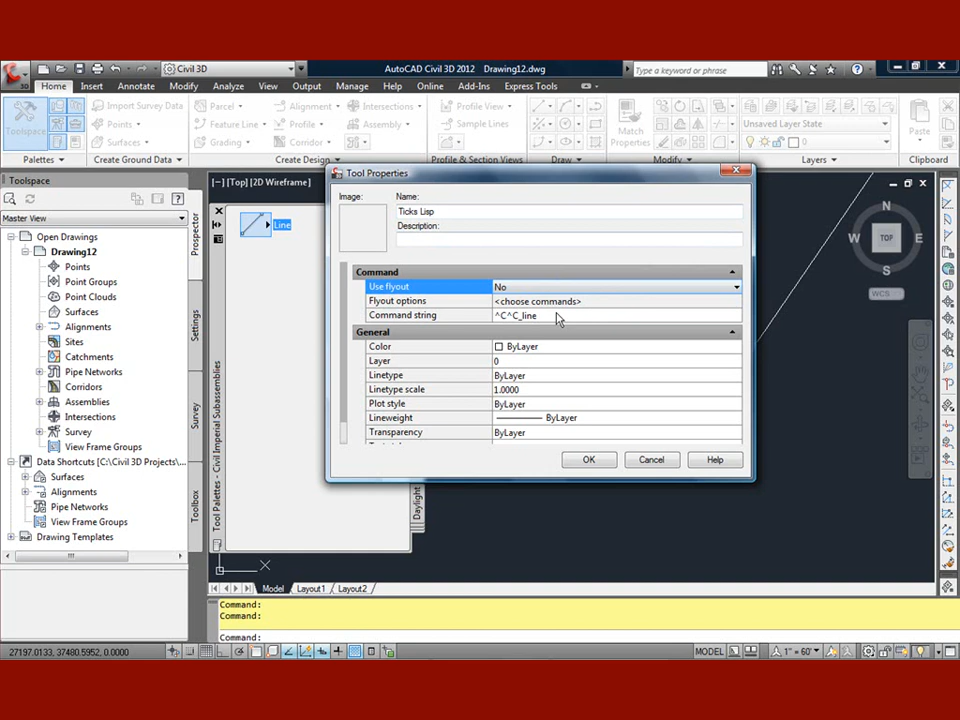 Civil 3D
AutoCAD Civil 3D 2012 Drawing12.dwg
Type a keyword or phrase
3D
Home Insert Annotate Modify Analyze View Output Manage Help Online Add-Ins Express Tools
Toolspace
Import Survey Data
Points
Surfaces
Parcel
Feature Line
Grading
Alignment
Profile
Corridor
Intersections
Assembly
Profile View
Sample Lines
Match
Properties
Unsaved Layer State
0
Paste
Palettes
Create Ground Data
Create Design
Profile & Section Views
Draw
Modify
Layers
Clipboard
Toolspace
Master View
Open Drawings
Drawing12
Points
Point Groups
Point Clouds
Surfaces
Alignments
Sites
Catchments
Pipe Networks
Corridors
Assemblies
Intersections
Survey
View Frame Groups
Data Shortcuts [C:\Civil 3D Projects\...
Surfaces
Alignments
Pipe Networks
View Frame Groups
Drawing Templates
Prospector
Settings
Survey
Toolbox
[−] [Top] [2D Wireframe]
Line
Tool Palettes - Civil Imperial Subassemblies
Daylight
Tool Properties
Image:
Name:
Ticks Lisp
Description:
Command
Use flyout No
Flyout options <choose commands>
Command string ^C^C_line
General
Color ByLayer
Layer 0
Linetype ByLayer
Linetype scale 1.0000
Plot style ByLayer
Lineweight ByLayer
Transparency ByLayer
OK Cancel Help
N
W TOP E
S
WCS
Model Layout1 Layout2
Command:
Command:
Command:
27197.0133, 37480.5952, 0.0000
MODEL
1" = 60'